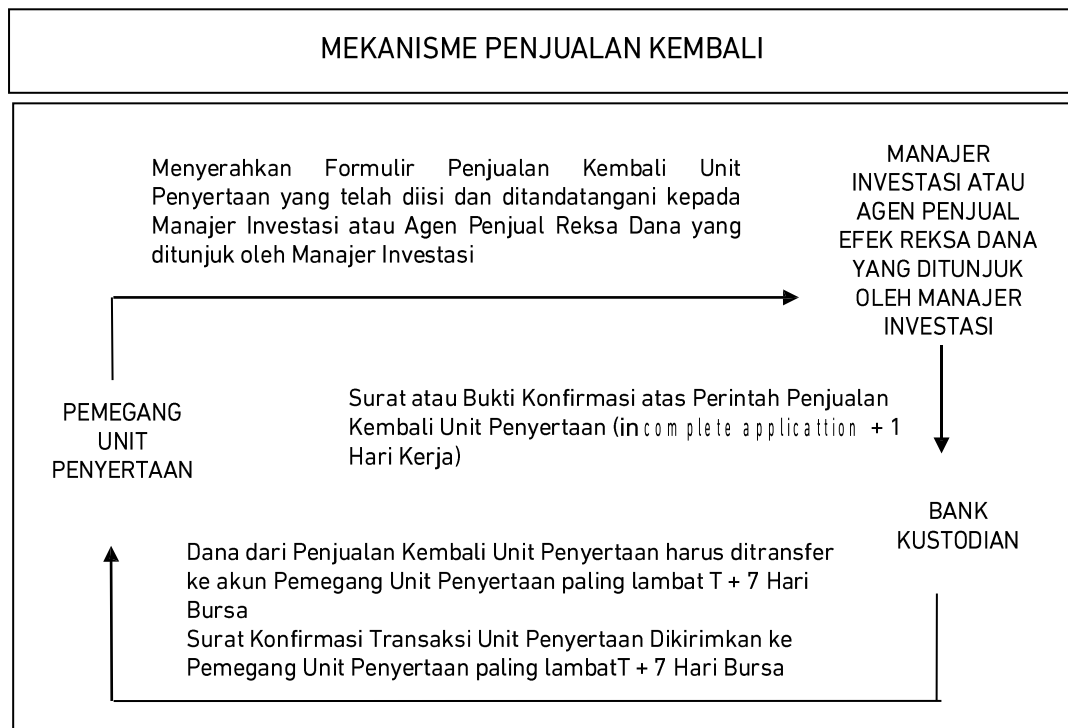 MEKANISME PENJUALAN KEMBALI
Menyerahkan Formulir Penjualan Kembali Unit
Penyertaan yang telah diisi dan ditandatangani kepada
Manajer Investasi atau Agen Penjual Reksa Dana yang
ditunjuk oleh Manajer Investasi
MANAJER
INVESTASI ATAU
AGEN PENJUAL
EFEK REKSA DANA
YANG DITUNJUK
OLEH MANAJER
INVESTASI
PEMEGANG
UNIT
PENYERTAAN
Surat atau Bukti Konfirmasi atas Perintah Penjualan
Kembali Unit Penyertaan (in complete applicattion + 1
Hari Kerja)
BANK
KUSTODIAN
Dana dari Penjualan Kembali Unit Penyertaan harus ditransfer
ke akun Pemegang Unit Penyertaan paling lambat T + 7 Hari
Bursa
Surat Konfirmasi Transaksi Unit Penyertaan Dikirimkan ke
Pemegang Unit Penyertaan paling lambatT + 7 Hari Bursa